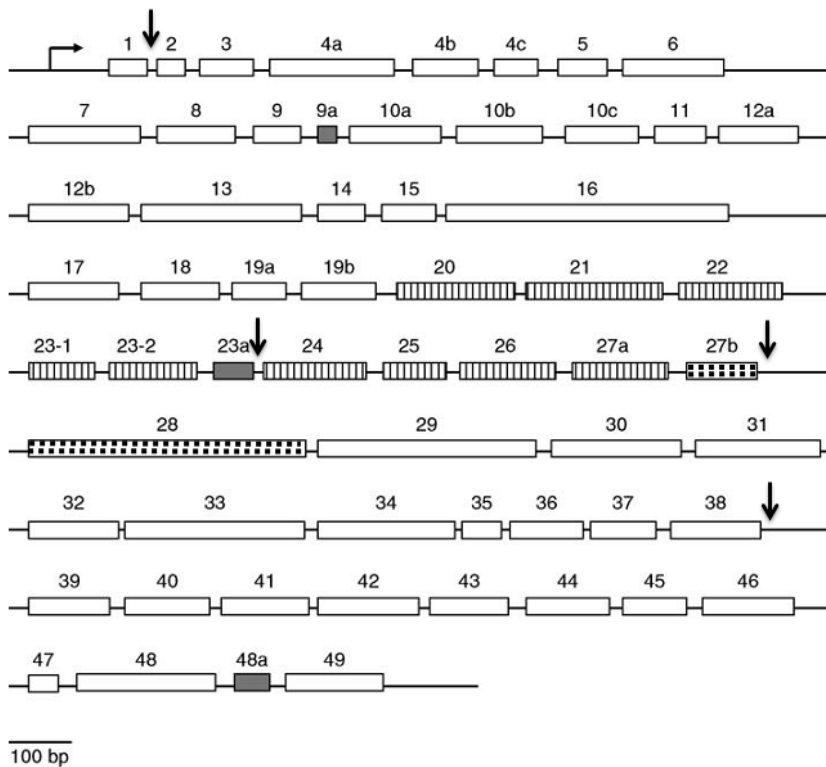 1 2 3 4a 4b 4c 5 6
7 8 9 9a 10a 10b 10c 11 12a
12b 13 14 15 16
17 18 19a 19b 20 21 22
23-1 23-2 23a 24 25 26 27a 27b
28 29 30 31
32 33 34 35 36 37 38
39 40 41 42 43 44 45 46
47 48 48a 49
100 bp